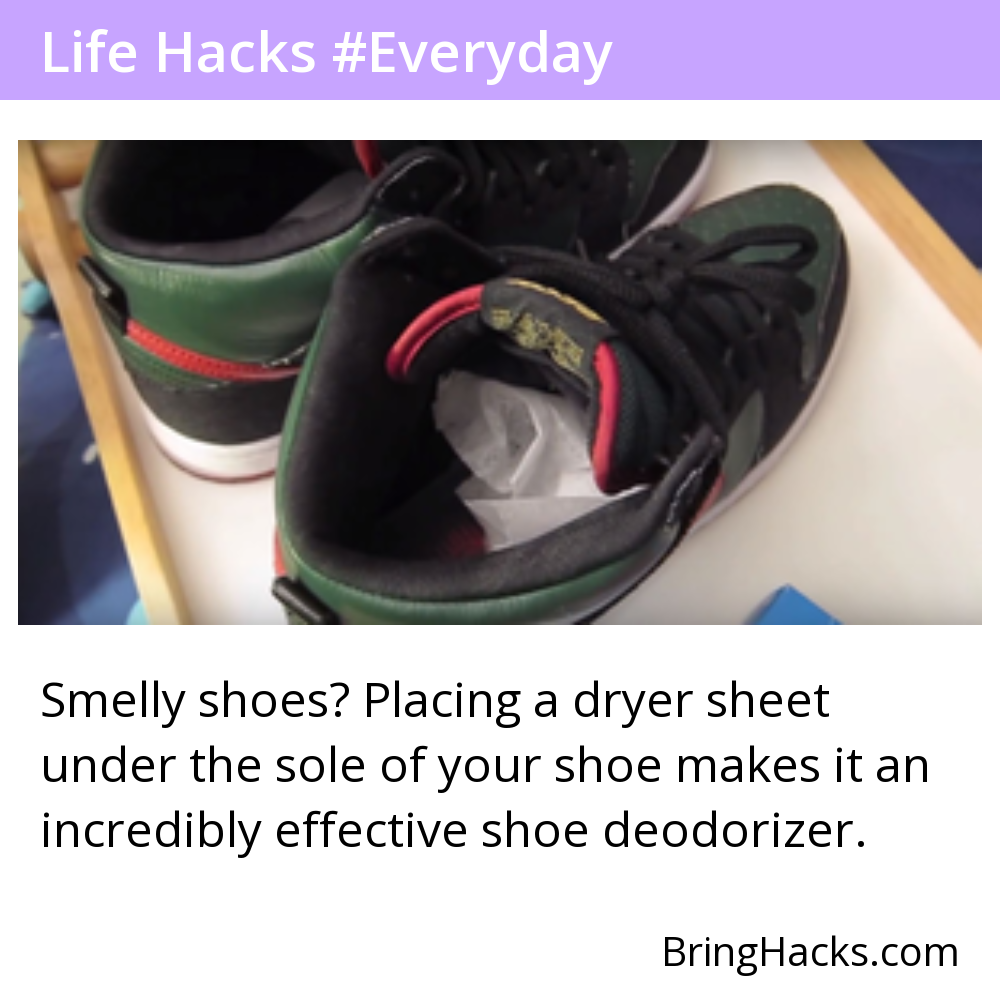 Life Hacks #Everyday
Smelly shoes? Placing a dryer sheet
under the sole of your shoe makes it an
incredibly effective shoe deodorizer.
BringHacks.com